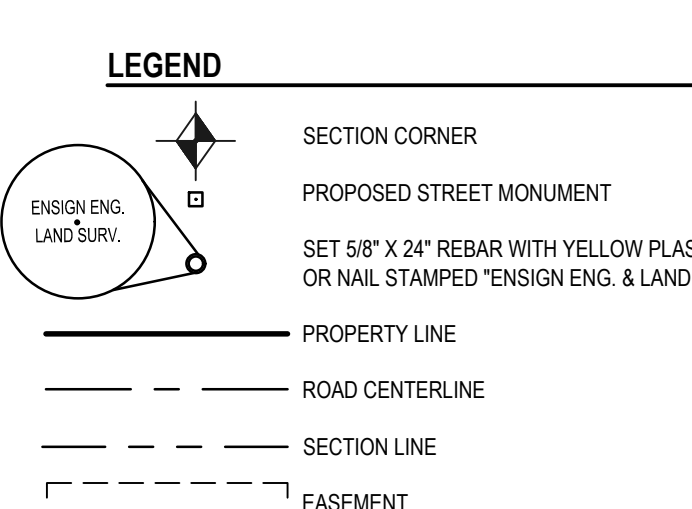 LEGEND
SECTION CORNER
PROPOSED STREET MONUMENT
ENSIGN ENG.
LAND SURV.
SET 5/8" X 24" REBAR WITH YELLOW
OR NAIL STAMPED "ENSIGN ENG. & LAND
PROPERTY LINE
ROAD CENTERLINE
SECTION LINE
EASEMENT